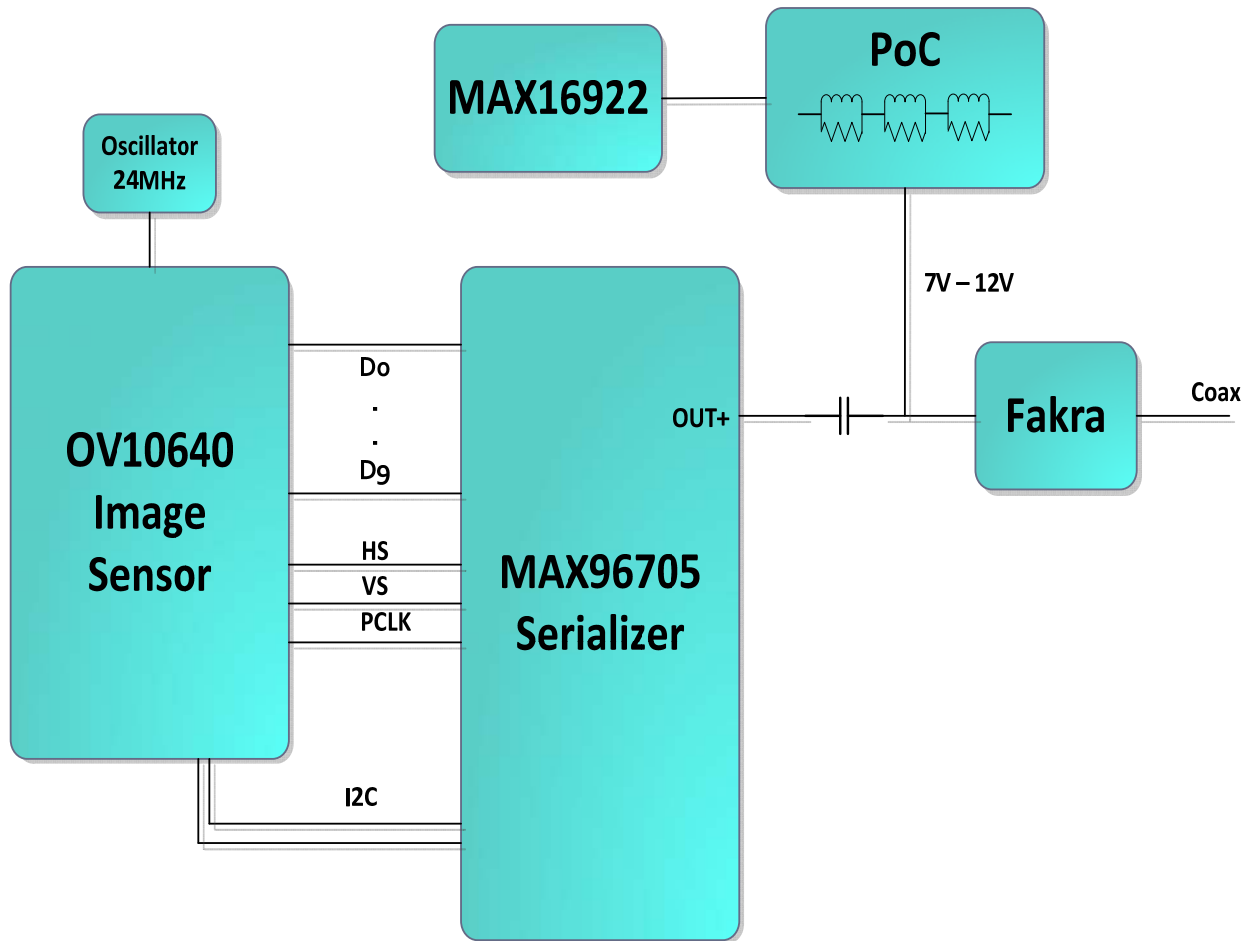 PoC
MAX16922
Oscillator
24MHz
7V – 12V
Do
.
.
D9
OUT+
Fakra
Coax
OV10640
Image
Sensor
HS
VS
PCLK
MAX96705
Serializer
I2C